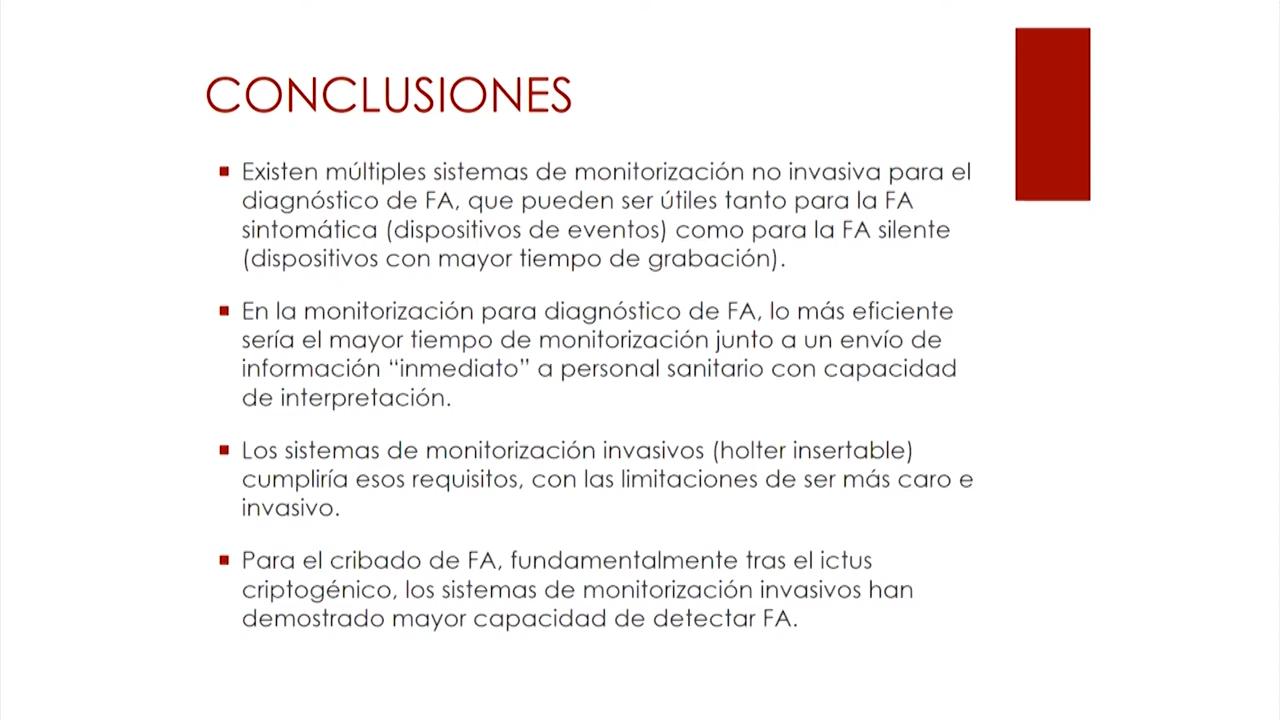 CONCLUSIONES
▪ Existen múltiples sistemas de monitorización no invasiva para el
diagnóstico de FA, que pueden ser útiles tanto para la FA
sintomática (dispositivos de eventos) como para la FA silente
(dispositivos con mayor tiempo de grabación).
▪ En la monitorización para diagnóstico de FA, lo más eficiente
sería el mayor tiempo de monitorización junto a un envío de
información “inmediato” a personal sanitario con capacidad
de interpretación.
▪ Los sistemas de monitorización invasivos (holter insertable)
cumpliría esos requisitos, con las limitaciones de ser más caro e
invasivo.
▪ Para el cribado de FA, fundamentalmente tras el ictus
criptogénico, los sistemas de monitorización invasivos han
demostrado mayor capacidad de detectar FA.